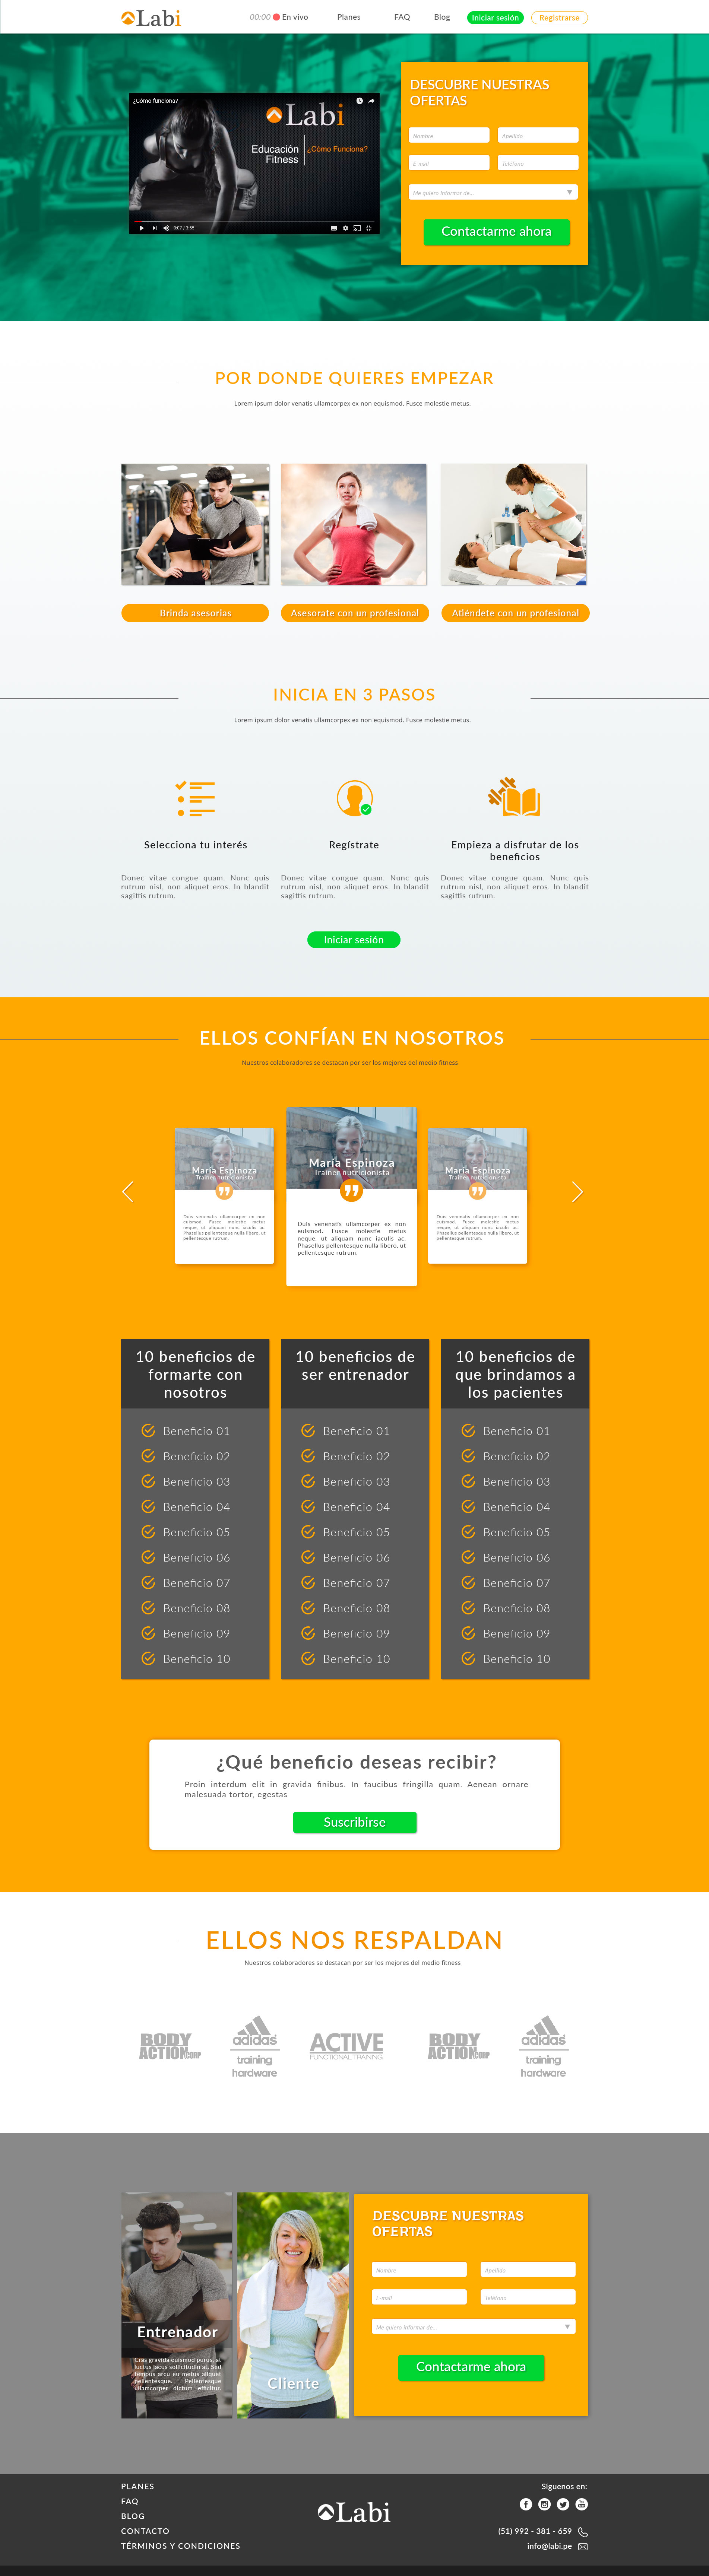 Labi
00:00 En vivo
Planes
FAQ
Blog
Iniciar sesión
Registrarse
¿Cómo funciona?
Labi
Educación
Fitness
¿Cómo Funciona?
0:07 / 3:55
DESCUBRE NUESTRAS
OFERTAS
Nombre
Apellido
E-mail
Teléfono
Me quiero informar de...
Contactarme ahora
POR DONDE QUIERES EMPEZAR
Lorem ipsum dolor venatis ullamcorpex ex non equismod. Fusce molestie metus.
Brinda asesorias
Asesorate con un profesional
Atiéndete con un profesional
INICIA EN 3 PASOS
Lorem ipsum dolor venatis ullamcorpex ex non equismod. Fusce molestie metus.
Selecciona tu interés
Donec vitae congue quam. Nunc quis
rutrum nisl, non aliquet eros. In blandit
sagittis rutrum.
Regístrate
Donec vitae congue quam. Nunc quis
rutrum nisl, non aliquet eros. In blandit
sagittis rutrum.
Empieza a disfrutar de los
beneficios
Donec vitae congue quam. Nunc quis
rutrum nisl, non aliquet eros. In blandit
sagittis rutrum.
Iniciar sesión
ELLOS CONFÍAN EN NOSOTROS
Nuestros colaboradores se destacan por ser los mejores del medio fitness
María Espinoza
Trainer nutricionista
Duis venenatis ullamcorper ex non
euismod. Fusce molestie metus
neque, ut aliquam nunc iaculis ac.
Phasellus pellentesque nulla libero, ut
pellentesque rutrum.
María Espinoza
Trainer nutricionista
Duis venenatis ullamcorper ex non
euismod. Fusce molestie metus
neque, ut aliquam nunc iaculis ac.
Phasellus pellentesque nulla libero, ut
pellentesque rutrum.
María Espinoza
Trainer nutricionista
Duis venenatis ullamcorper ex non
euismod. Fusce molestie metus
neque, ut aliquam nunc iaculis ac.
Phasellus pellentesque nulla libero, ut
pellentesque rutrum.
10 beneficios de
formarte con
nosotros
Beneficio 01
Beneficio 02
Beneficio 03
Beneficio 04
Beneficio 05
Beneficio 06
Beneficio 07
Beneficio 08
Beneficio 09
Beneficio 10
10 beneficios de
ser entrenador
Beneficio 01
Beneficio 02
Beneficio 03
Beneficio 04
Beneficio 05
Beneficio 06
Beneficio 07
Beneficio 08
Beneficio 09
Beneficio 10
10 beneficios de
que brindamos a
los pacientes
Beneficio 01
Beneficio 02
Beneficio 03
Beneficio 04
Beneficio 05
Beneficio 06
Beneficio 07
Beneficio 08
Beneficio 09
Beneficio 10
¿Qué beneficio deseas recibir?
Proin interdum elit in gravida finibus. In faucibus fringilla quam. Aenean ornare
malesuada tortor, egestas
Suscribirse
ELLOS NOS RESPALDAN
Nuestros colaboradores se destacan por ser los mejores del medio fitness
BODY
ACTION CORP
adidas
training
hardware
ACTIVE
FUNCTIONAL TRAINING
BODY
ACTION CORP
adidas
training
hardware
Entrenador
Cras gravida euismod purus, ac
luctus lacus sollicitudin at. Sed
tempus arcu eu metus aliquet
pellentesque. Pellentesque
ullamcorper dictum efficitur.
Cliente
DESCUBRE NUESTRAS
OFERTAS
Nombre
Apellido
E-mail
Teléfono
Me quiero informar de...
Contactarme ahora
PLANES
FAQ
BLOG
CONTACTO
TÉRMINOS Y CONDICIONES
Labi
Síguenos en:
(51) 992 - 381 - 659
info@labi.pe